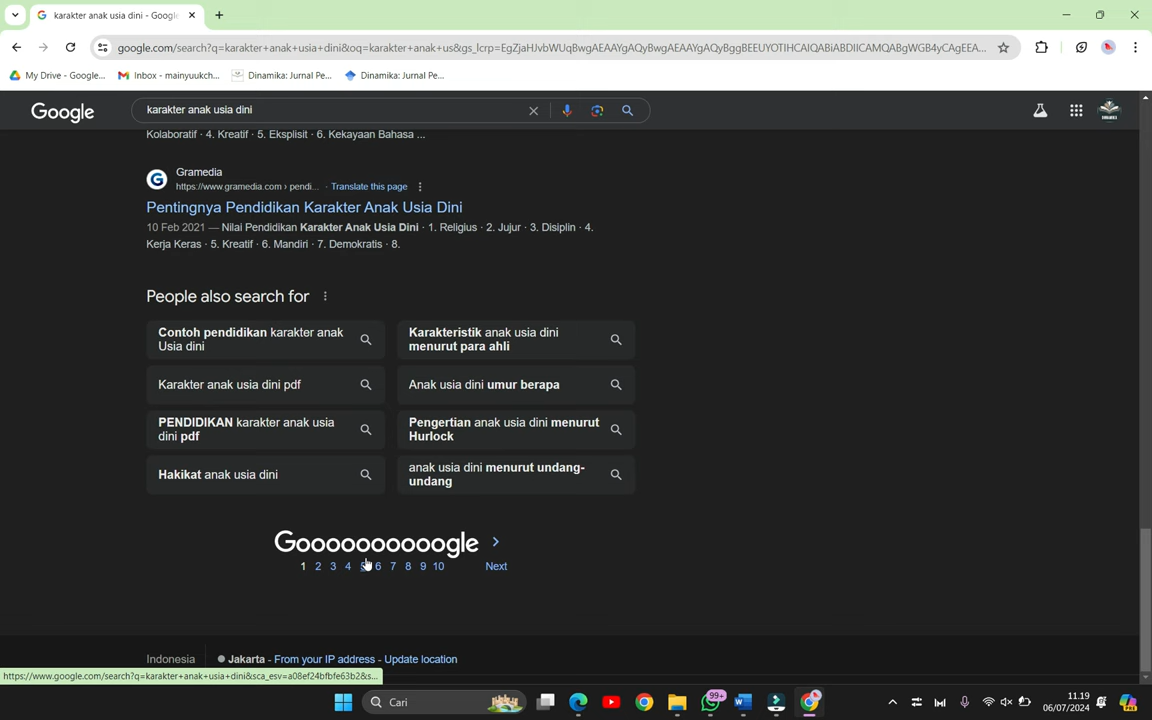 karakter anak usia dini - Google
google.com/search?q=karakter+anak+usia+dini&oq=karakter+anak+us&gs_lcrp=EgZjaHJvbWUqBwgAEAAYgAQyBwgAEAAYgAQyBggBEEUYOTIHCAIQABiABDIICAMQABgWGB4yCAgEEA...
My Drive - Google...
Inbox - mainyuukch...
Dinamika: Jurnal Pe...
Dinamika: Jurnal Pe...
Google
karakter anak usia dini
Kolaboratif · 4. Kreatif · 5. Eksplisit · 6. Kekayaan Bahasa ...
Gramedia
https://www.gramedia.com › pendi... · Translate this page
Pentingnya Pendidikan Karakter Anak Usia Dini
10 Feb 2021 — Nilai Pendidikan Karakter Anak Usia Dini · 1. Religius · 2. Jujur · 3. Disiplin · 4.
Kerja Keras · 5. Kreatif · 6. Mandiri · 7. Demokratis · 8.
People also search for
Contoh pendidikan karakter anak
Usia dini
Karakteristik anak usia dini
menurut para ahli
Karakter anak usia dini pdf
Anak usia dini umur berapa
PENDIDIKAN karakter anak usia
dini pdf
Pengertian anak usia dini menurut
Hurlock
Hakikat anak usia dini
anak usia dini menurut undang-
undang
Goooooooooogle
1 2 3 4 5 6 7 8 9 10 Next
Indonesia
Jakarta - From your IP address - Update location
https://www.google.com/search?q=karakter+anak+usia+dini&sca_esv=a08ef24bfbfe63b2&s...
Cari
99+
11.19
06/07/2024